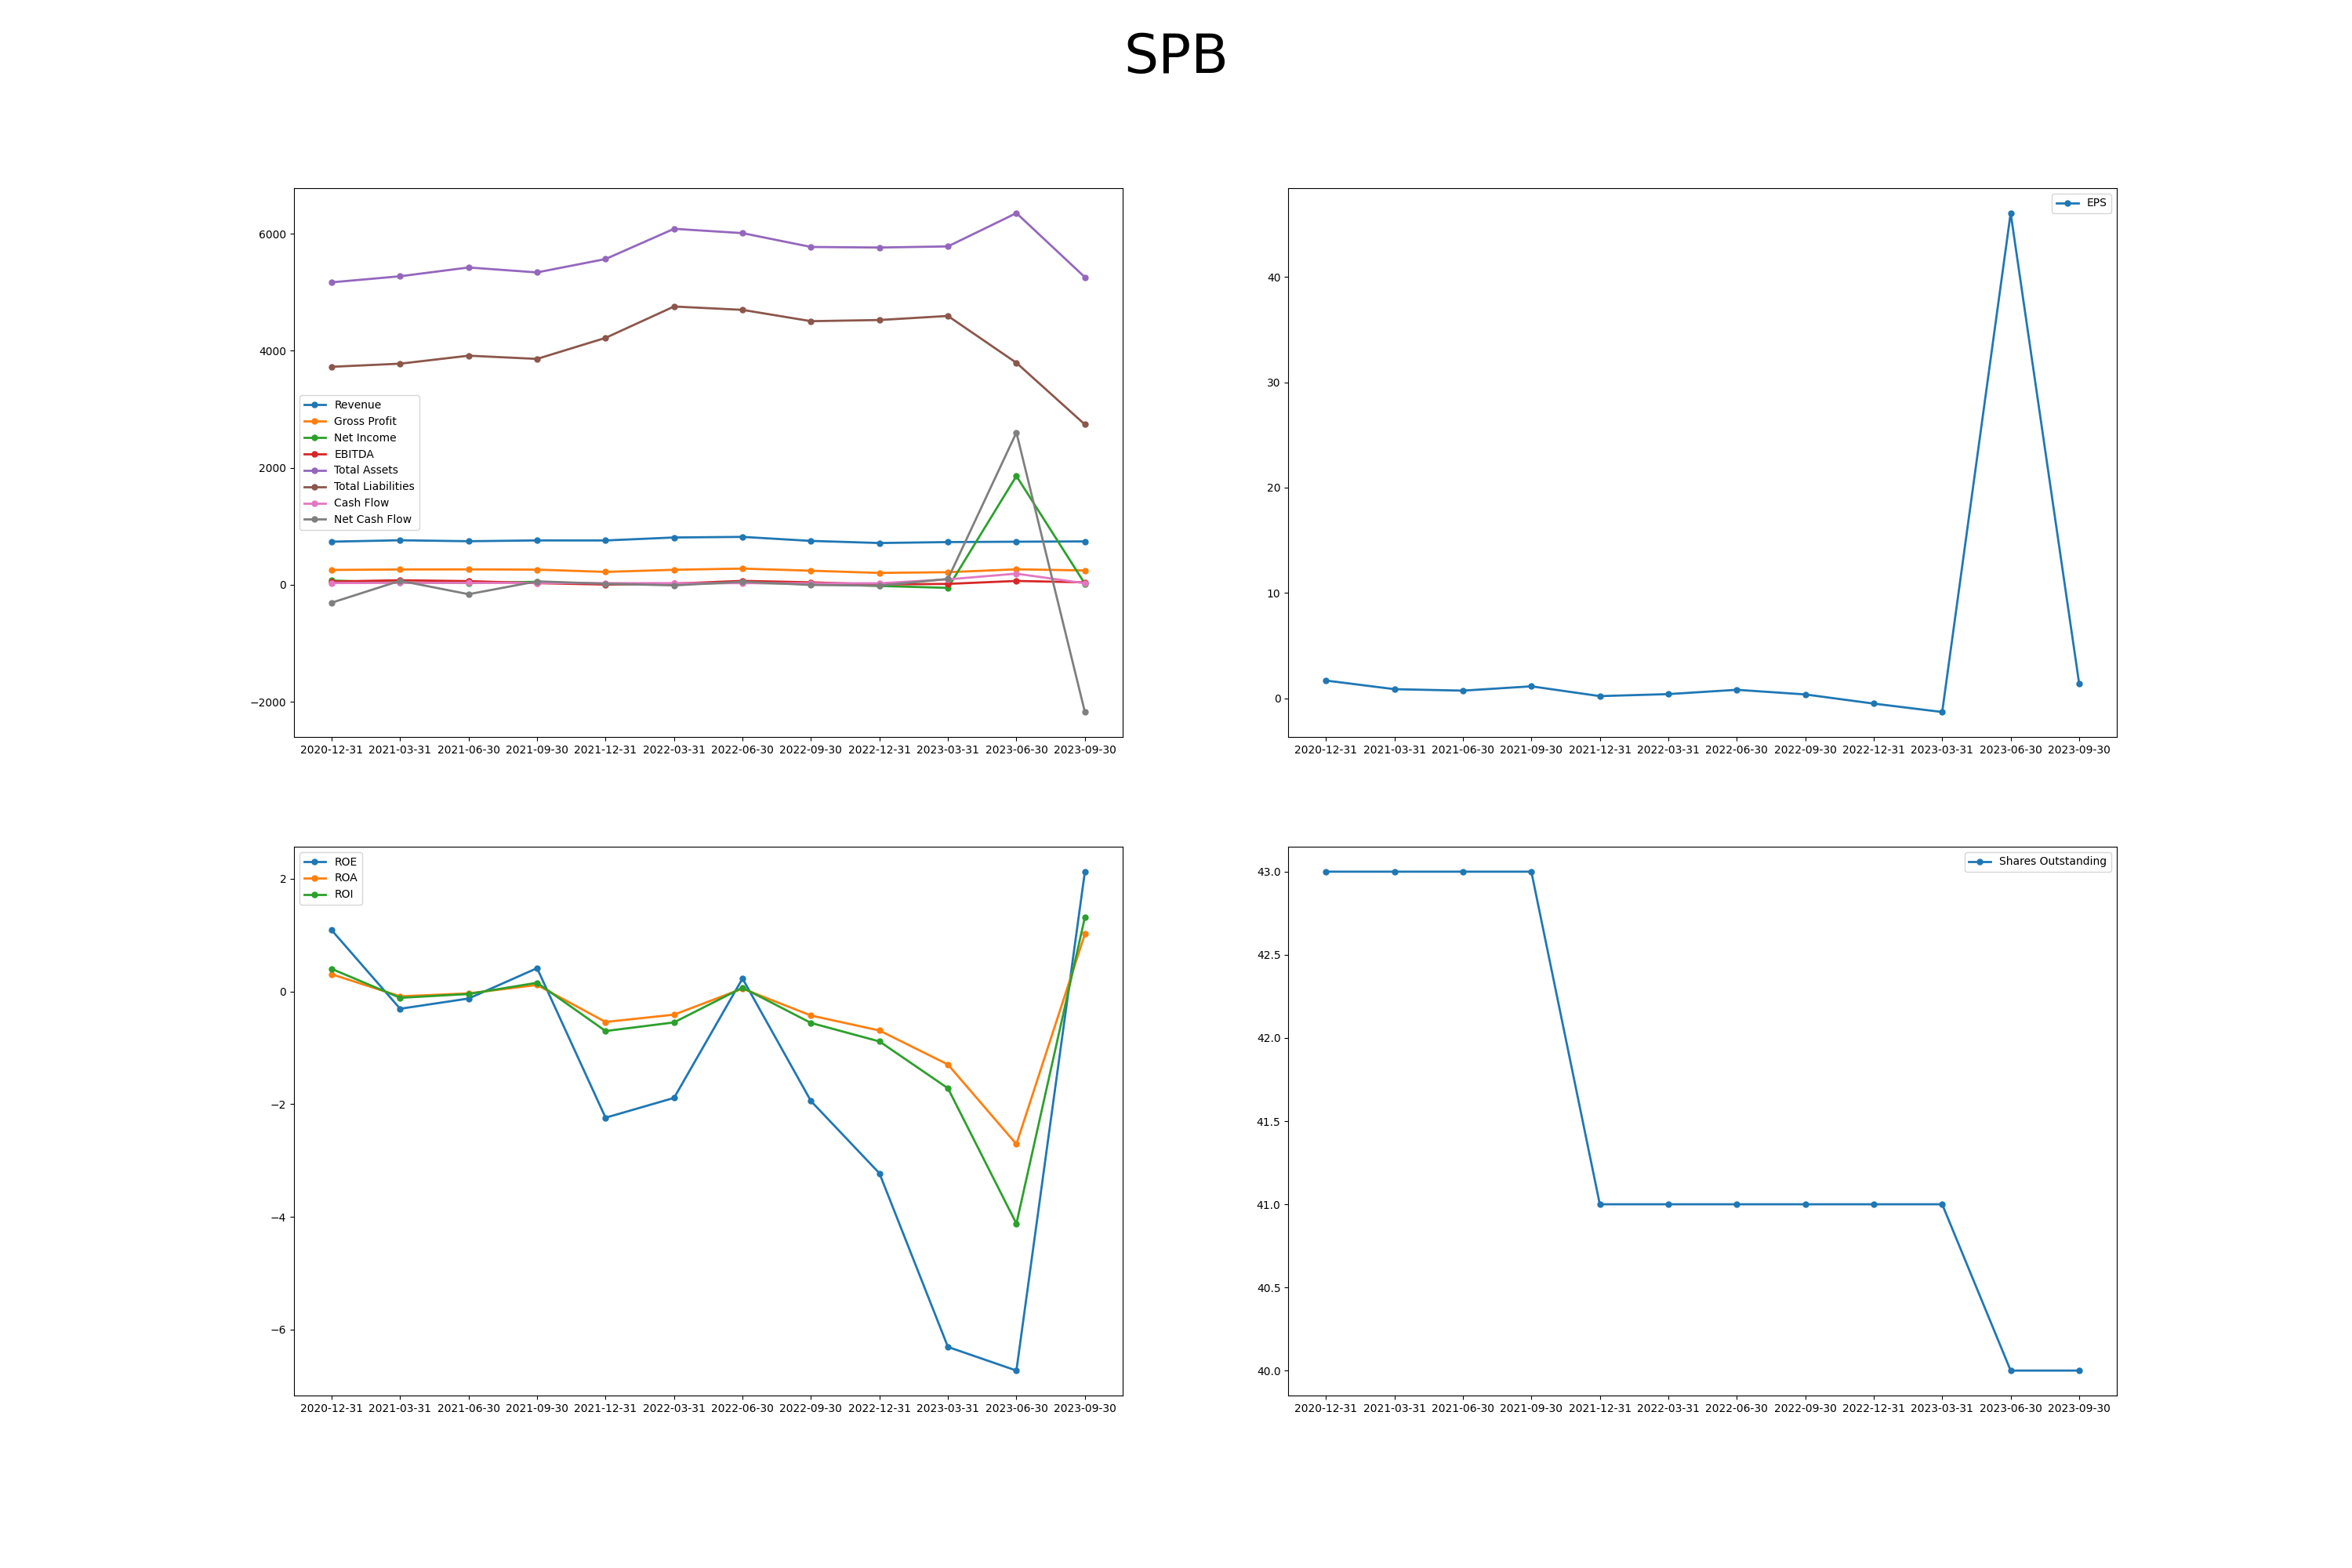 SPB
6000
4000
2000
0
−2000
Revenue
Gross Profit
Net Income
EBITDA
Total Assets
Total Liabilities
Cash Flow
Net Cash Flow
2020-12-31 2021-03-31 2021-06-30 2021-09-30 2021-12-31 2022-03-31 2022-06-30 2022-09-30 2022-12-31 2023-03-31 2023-06-30 2023-09-30
EPS
40
30
20
10
0
2020-12-31 2021-03-31 2021-06-30 2021-09-30 2021-12-31 2022-03-31 2022-06-30 2022-09-30 2022-12-31 2023-03-31 2023-06-30 2023-09-30
ROE
ROA
ROI
2
0
−2
−4
−6
2020-12-31 2021-03-31 2021-06-30 2021-09-30 2021-12-31 2022-03-31 2022-06-30 2022-09-30 2022-12-31 2023-03-31 2023-06-30 2023-09-30
Shares Outstanding
43.0
42.5
42.0
41.5
41.0
40.5
40.0
2020-12-31 2021-03-31 2021-06-30 2021-09-30 2021-12-31 2022-03-31 2022-06-30 2022-09-30 2022-12-31 2023-03-31 2023-06-30 2023-09-30